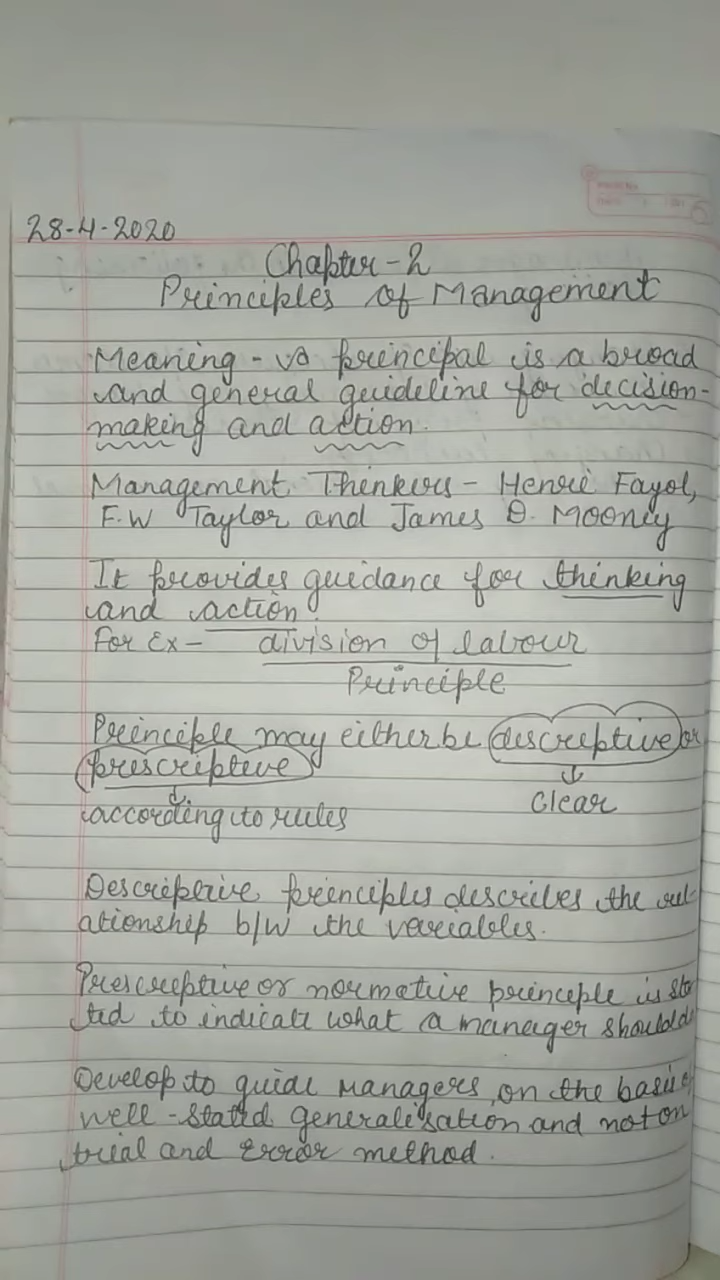 28-4-2020
Chapter-2
Principles of Management
Meaning - A principal is a broad
and general guideline for decision-
making and action.
Management Thinkers - Henrie Fayol,
F.W Taylor and James D. Mooney
It provides guidance for thinking
and action.
For Ex - division of labour
Principle
Principle may either be descriptive or
prescriptive
Clear
according to rules
Descriptive principles describes the rel-
ationship b/w the variables.
Prescriptive or normative principle is sta
ted to indicate what a manager should d
Develop to guide managers, on the basis of
well-stated generalisation and not on
trial and Error method.